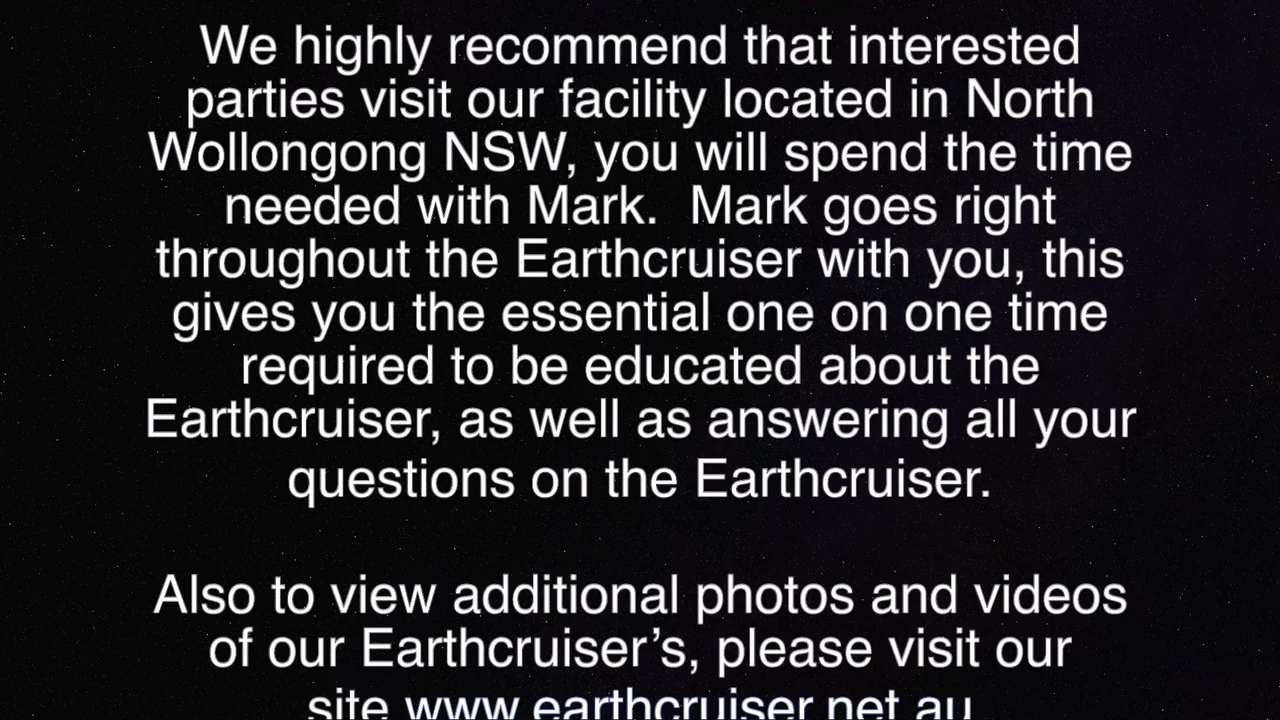 We highly recommend that interested
parties visit our facility located in North
Wollongong NSW, you will spend the time
needed with Mark.  Mark goes right
throughout the Earthcruiser with you, this
gives you the essential one on one time
required to be educated about the
Earthcruiser, as well as answering all your
questions on the Earthcruiser.
Also to view additional photos and videos
of our Earthcruiser’s, please visit our
site www.earthcruiser.net.au